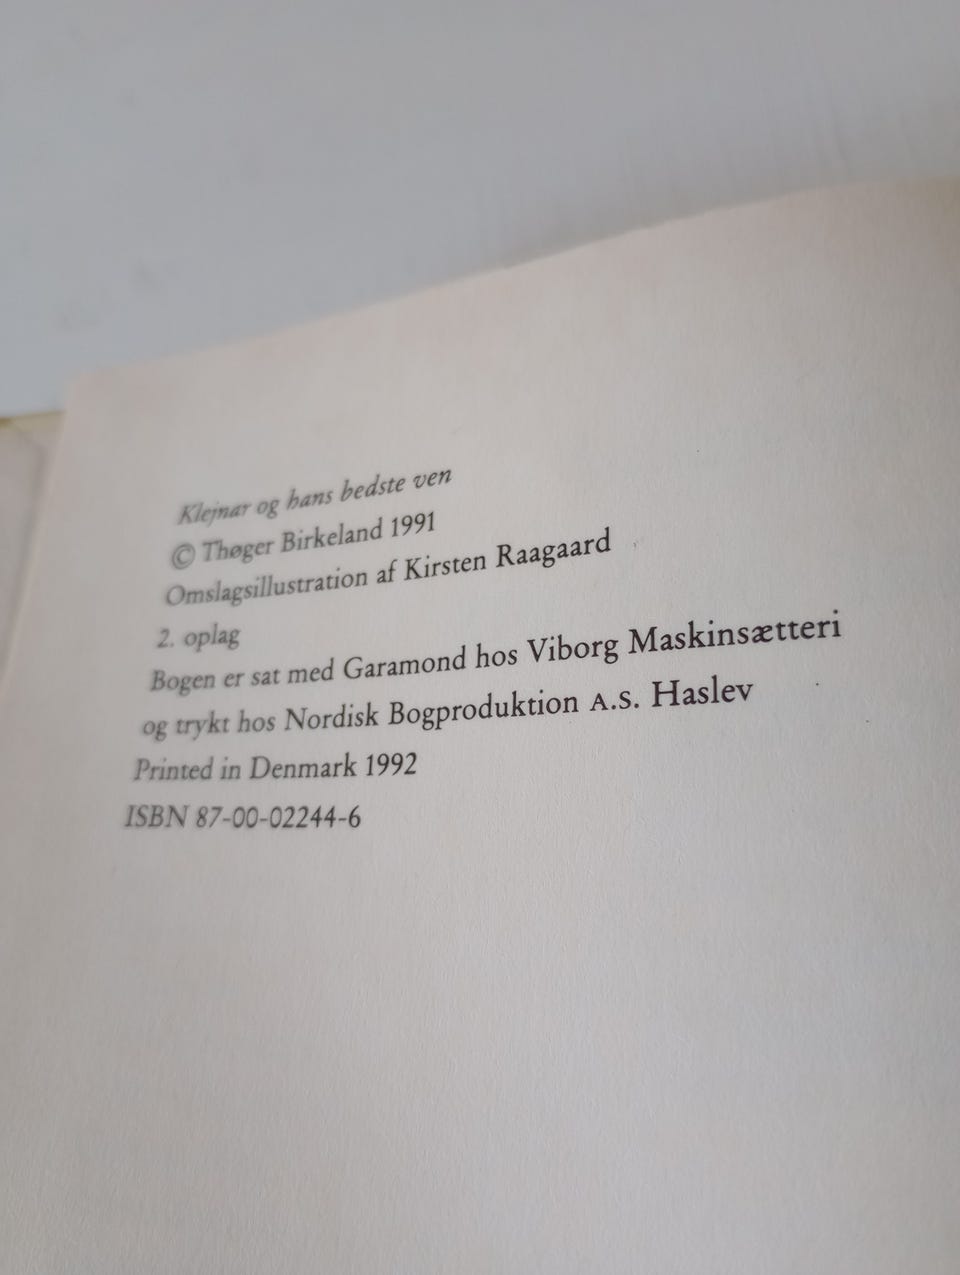 Klejnar og hans bedste ven
© Thøger Birkeland 1991
Omslagsillustration af Kirsten Raagaard
2. oplag
Bogen er sat med Garamond hos Viborg Maskinsætteri
og trykt hos Nordisk Bogproduktion A.S. Haslev
Printed in Denmark 1992
ISBN 87-00-02244-6